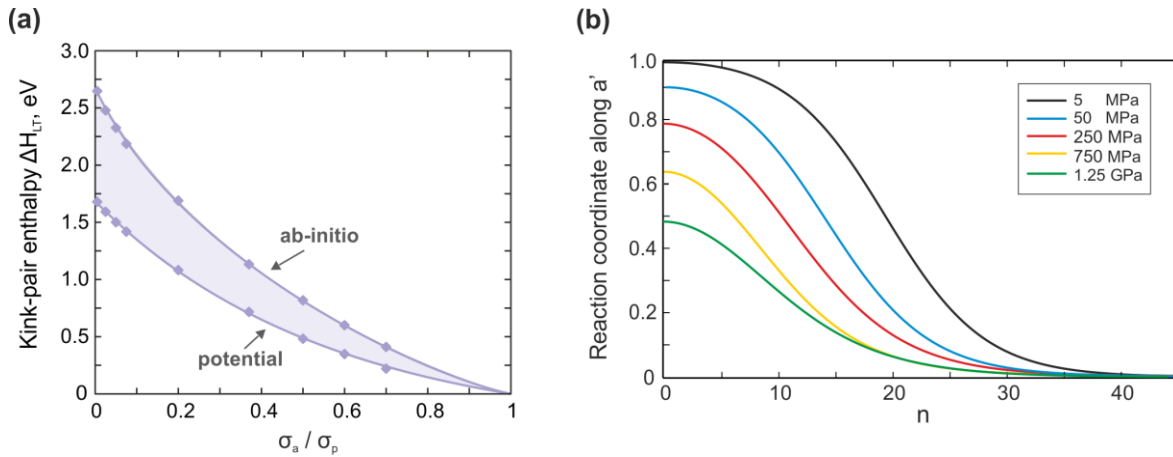 (a)
Kink-pair enthalpy ΔH_LT, eV
3.0
2.5
2.0
1.5
1.0
0.5
0
ab-initio
potential
0 0.2 0.4 0.6 0.8 1
σa / σp
(b)
Reaction coordinate along a'
1.0
0.8
0.6
0.4
0.2
0
5 MPa
50 MPa
250 MPa
750 MPa
1.25 GPa
0 10 20 30 40
n